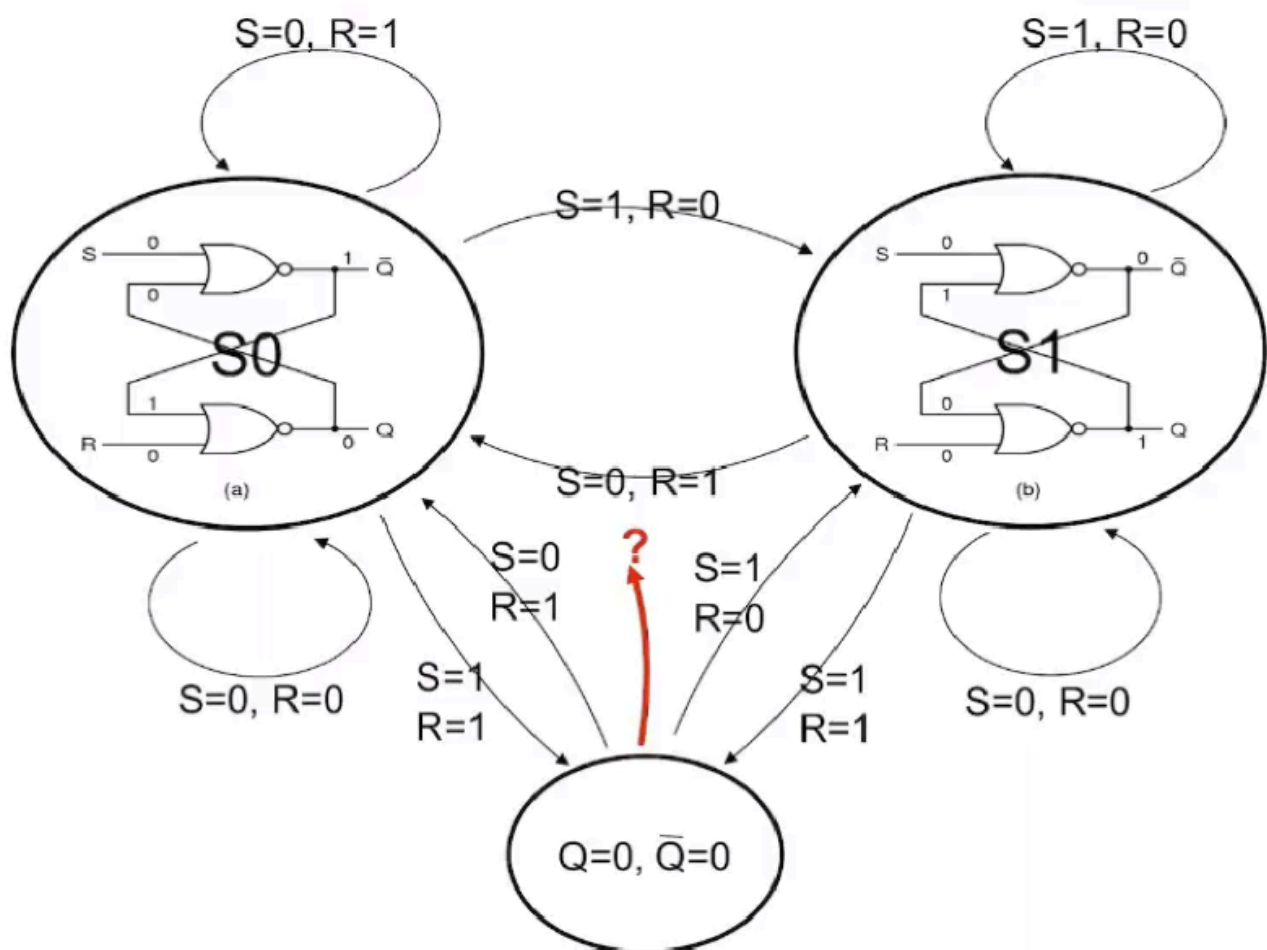 S=0, R=1
S=1, R=0
S=1, R=0
S 0 1 Q̅
0
S0
1
R 0 0 Q
(a)
S 0 0 Q̅
1
S1
0
R 0 1 Q
(b)
S=0, R=1
?
S=0
R=1
S=1
R=0
S=1
R=1
S=1
R=1
S=0, R=0
S=0, R=0
Q=0, Q̅=0